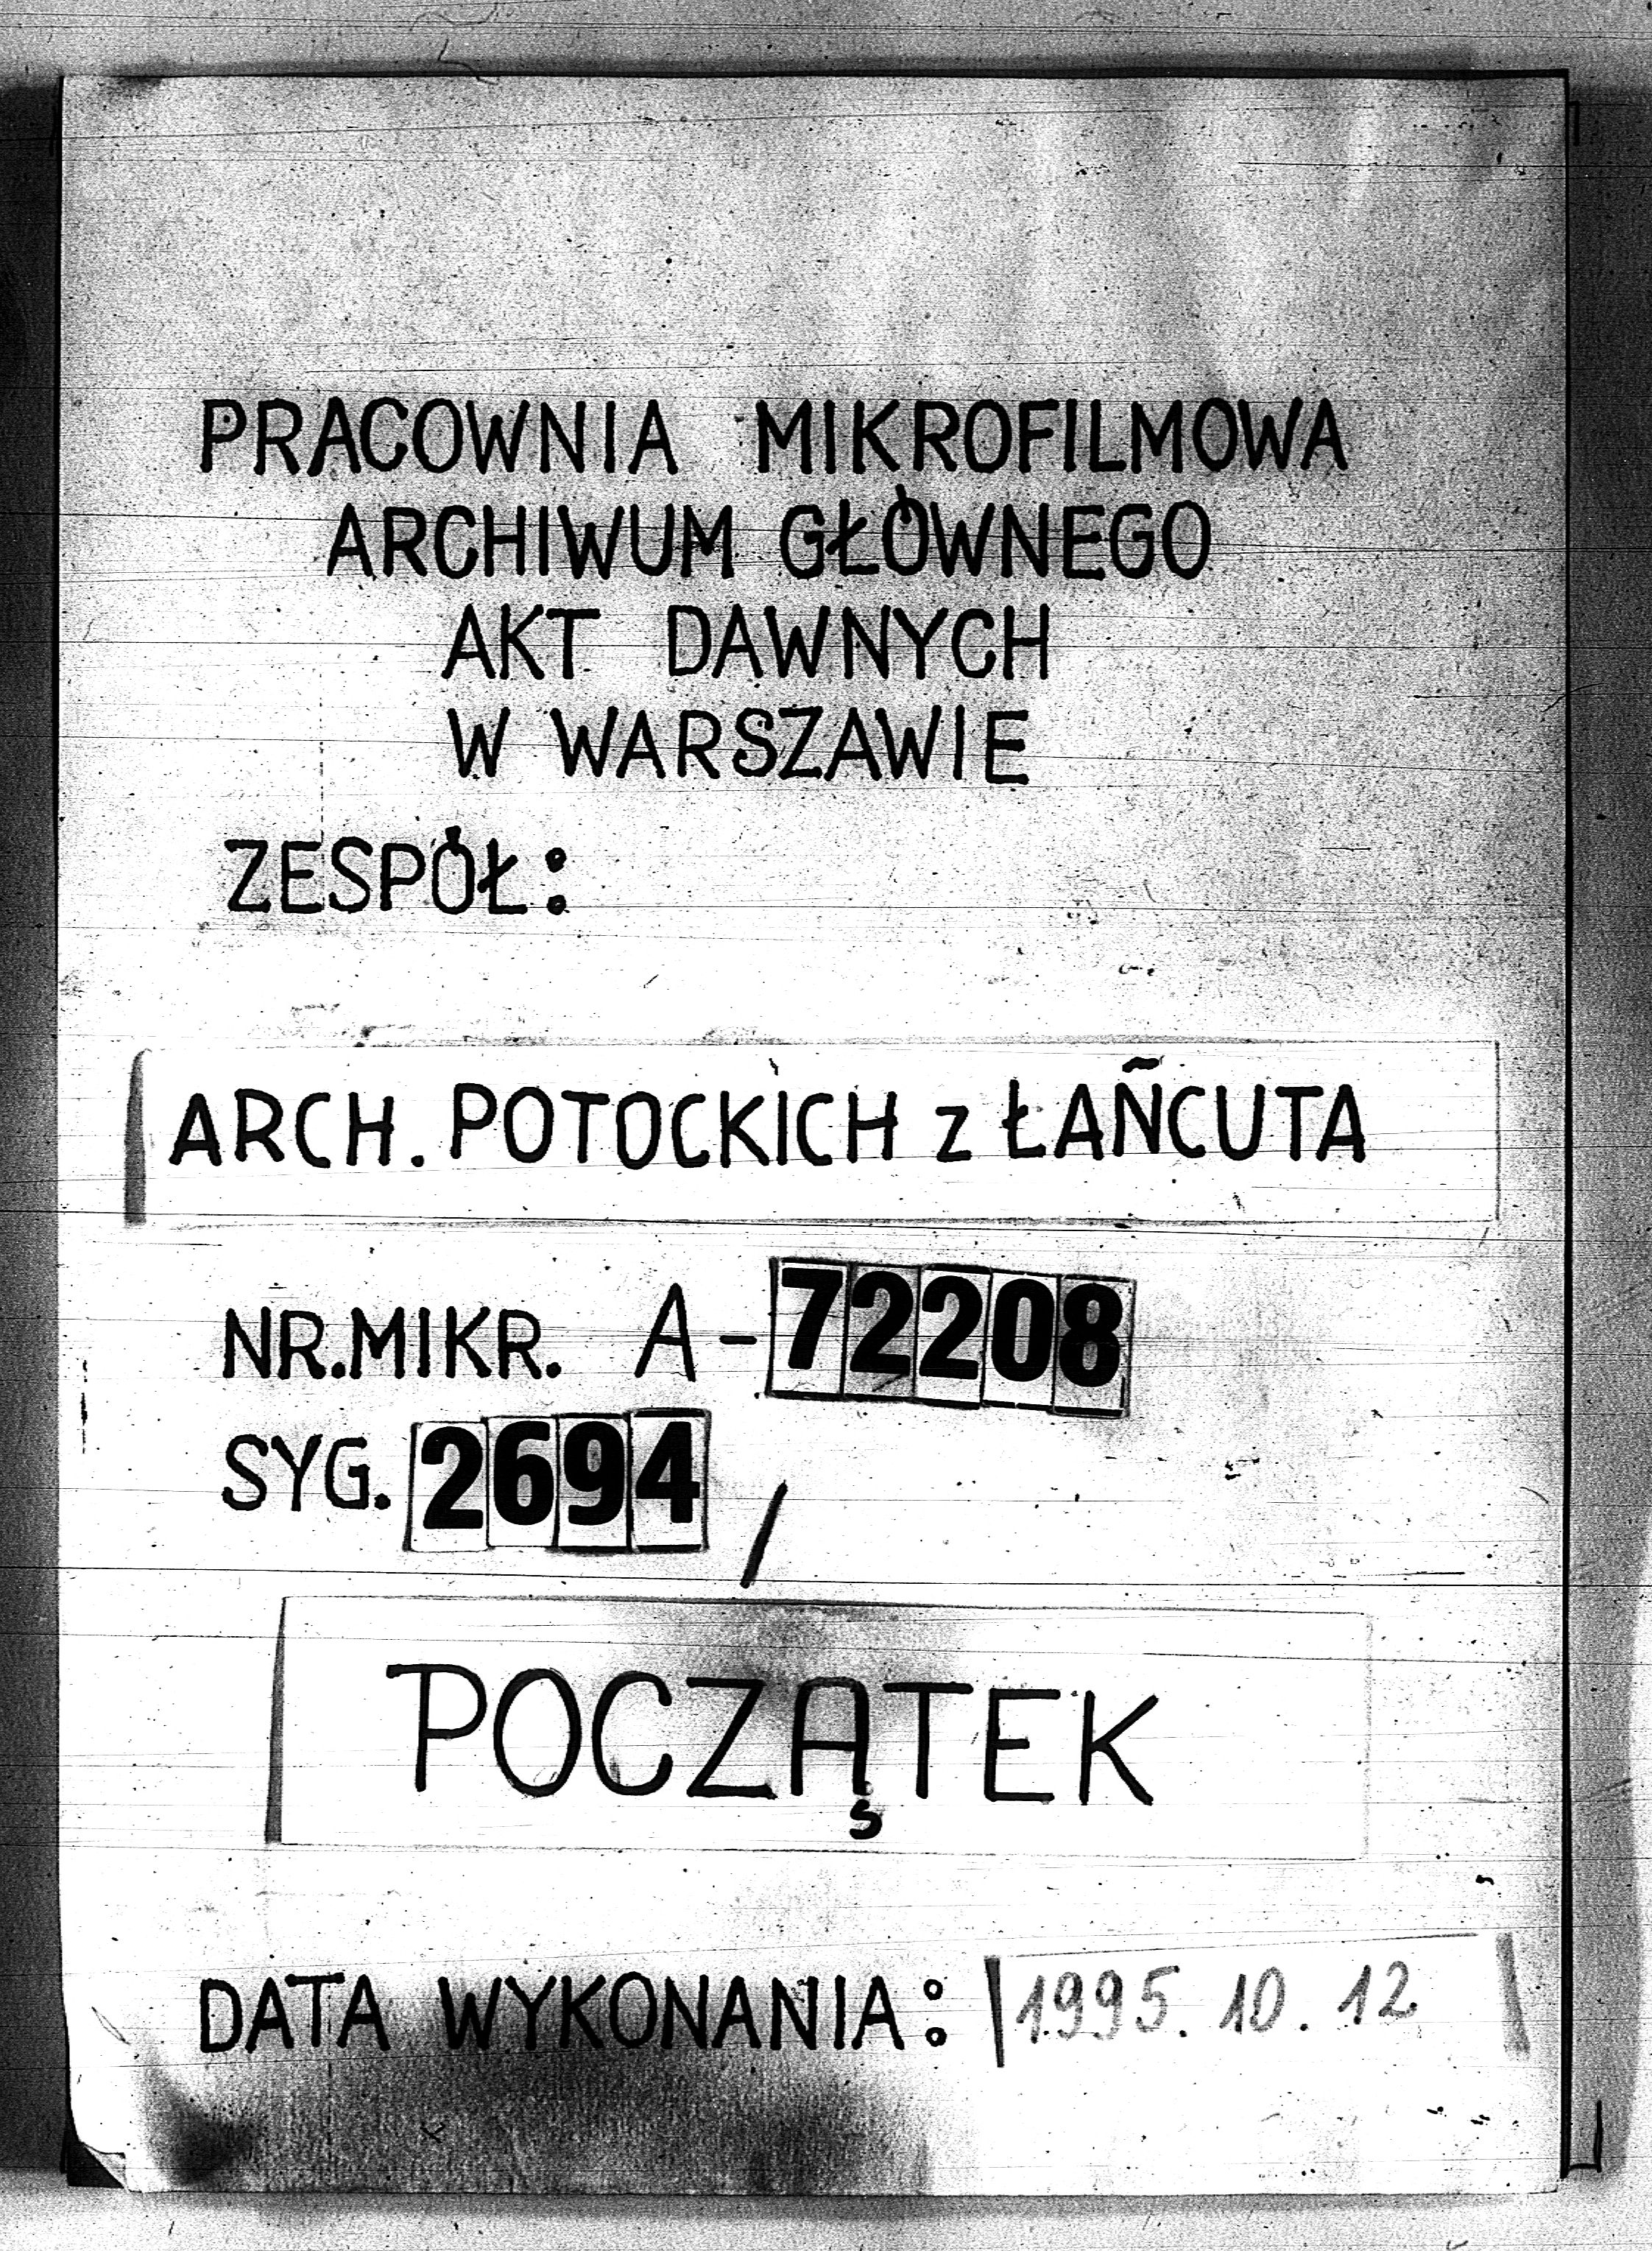 PRACOWNIA MIKROFILMOWA
ARCHIWUM GŁÓWNEGO
AKT DAWNYCH
W WARSZAWIE
ZESPÓŁ:
ARCH. POTOCKICH z ŁAŃCUTA
NR.MIKR. A-72208
SYG. 2694/
POCZĄTEK
DATA WYKONANIA: 1995.10.12